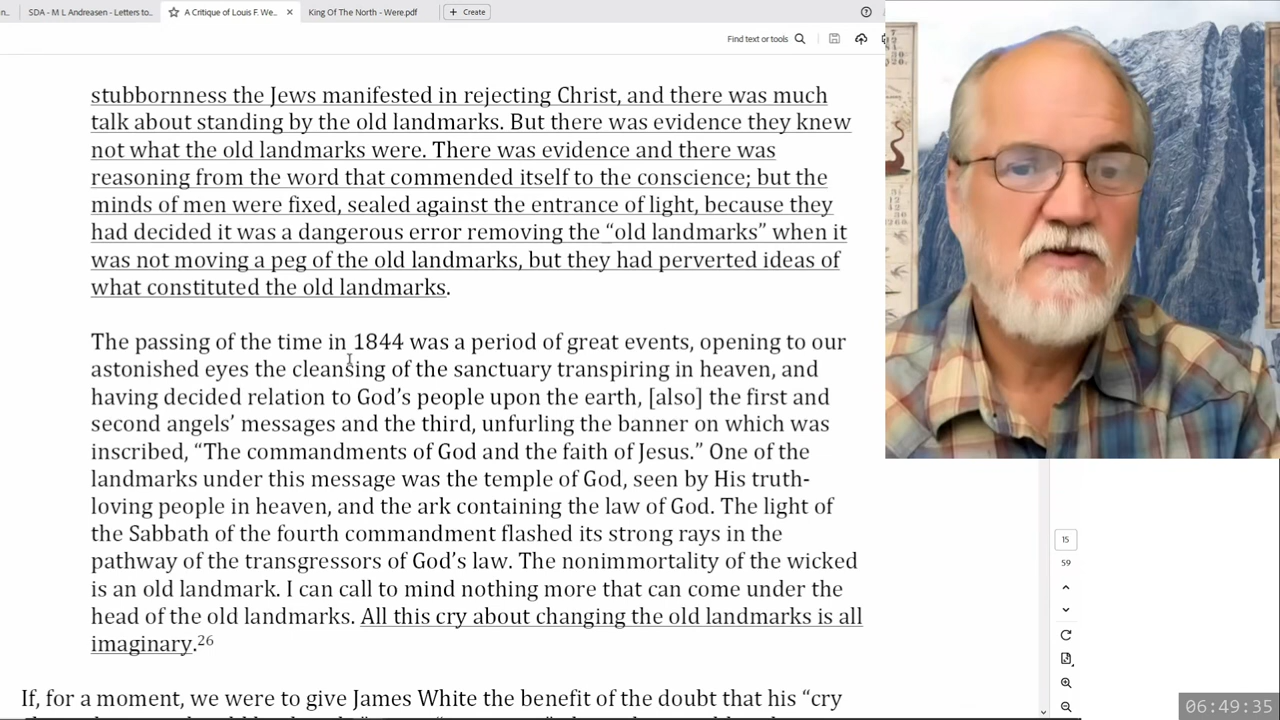 SDA - M L Andreasen - Letters to...
A Critique of Louis F. We...
King Of The North - Were.pdf
Create
Find text or tools
stubbornness the Jews manifested in rejecting Christ, and there was much
talk about standing by the old landmarks. But there was evidence they knew
not what the old landmarks were. There was evidence and there was
reasoning from the word that commended itself to the conscience; but the
minds of men were fixed, sealed against the entrance of light, because they
had decided it was a dangerous error removing the “old landmarks” when it
was not moving a peg of the old landmarks, but they had perverted ideas of
what constituted the old landmarks.
The passing of the time in 1844 was a period of great events, opening to our
astonished eyes the cleansing of the sanctuary transpiring in heaven, and
having decided relation to God’s people upon the earth, [also] the first and
second angels’ messages and the third, unfurling the banner on which was
inscribed, “The commandments of God and the faith of Jesus.” One of the
landmarks under this message was the temple of God, seen by His truth-
loving people in heaven, and the ark containing the law of God. The light of
the Sabbath of the fourth commandment flashed its strong rays in the
pathway of the transgressors of God’s law. The nonimmortality of the wicked
is an old landmark. I can call to mind nothing more that can come under the
head of the old landmarks. All this cry about changing the old landmarks is all
imaginary.26
If, for a moment, we were to give James White the benefit of the doubt that his “cry
15
59
06:49:35